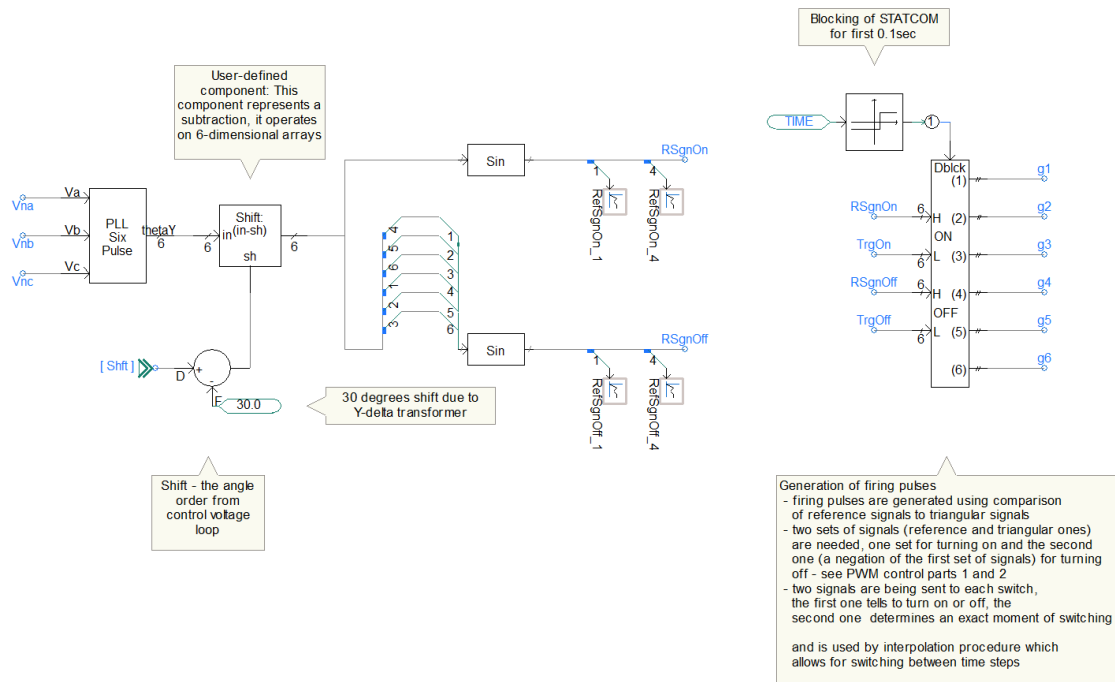 Blocking of STATCOM
for first 0.1sec
User-defined
component: This
component represents a
subtraction, it operates
on 6-dimensional arrays
TIME
1
Vna
Vnb
Vnc
Va
Vb
Vc
PLL
Six
Pulse
thetaY
6
6
in
Shift:
(in-sh)
sh
6
Sin
RSgnOn
1
RefSgnOn_1
4
RefSgnOn_4
4
5
6
1
2
3
1
2
3
4
5
6
Sin
RSgnOff
1
RefSgnOff_1
4
RefSgnOff_4
[ Shft ]
D
+
-
F
30.0
30 degrees shift due to
Y-delta transformer
Shift - the angle
order from
control voltage
loop
RSgnOn
TrgOn
RSgnOff
TrgOff
6
6
6
6
Dblck
(1)
H
(2)
ON
L
(3)
H
(4)
OFF
L
(5)
(6)
g1
g2
g3
g4
g5
g6
Generation of firing pulses
- firing pulses are generated using comparison
of reference signals to triangular signals
- two sets of signals (reference and triangular ones)
are needed, one set for turning on and the second
one (a negation of the first set of signals) for turning
off - see PWM control parts 1 and 2
- two signals are being sent to each switch,
the first one tells to turn on or off, the
second one determines an exact moment of switching
and is used by interpolation procedure which
allows for switching between time steps